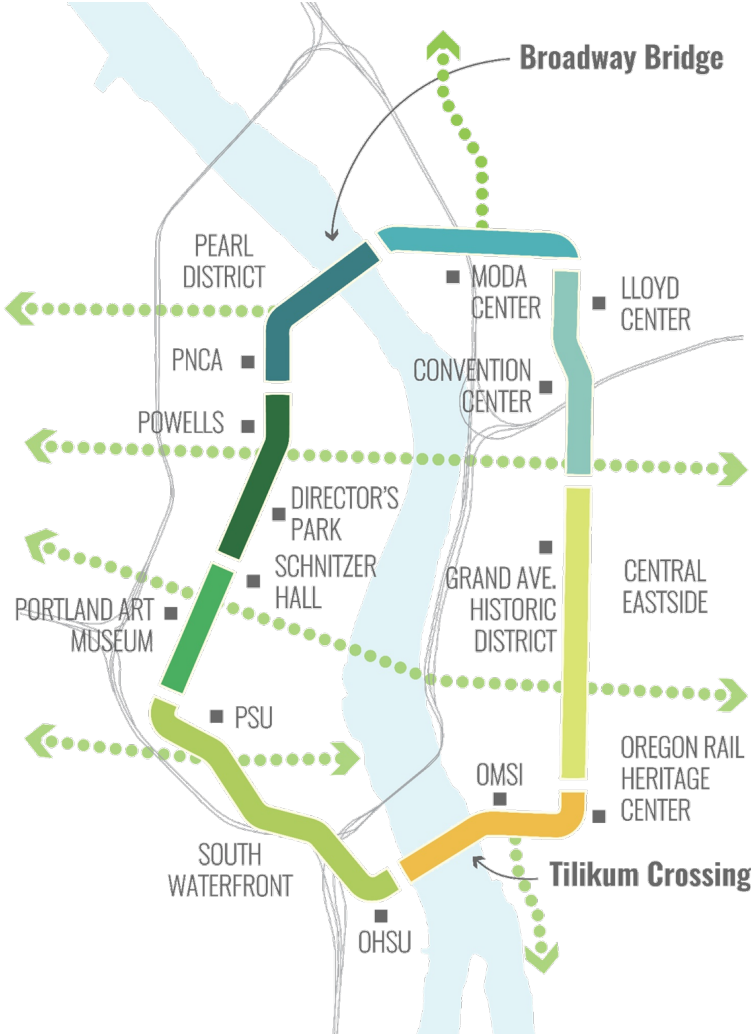 Broadway Bridge
PEARL
DISTRICT
MODA
CENTER
LLOYD
CENTER
PNCA
CONVENTION
CENTER
POWELLS
DIRECTOR'S
PARK
SCHNITZER
HALL
GRAND AVE.
HISTORIC
DISTRICT
CENTRAL
EASTSIDE
PORTLAND ART
MUSEUM
PSU
OMSI
OREGON RAIL
HERITAGE
CENTER
SOUTH
WATERFRONT
Tilikum Crossing
OHSU